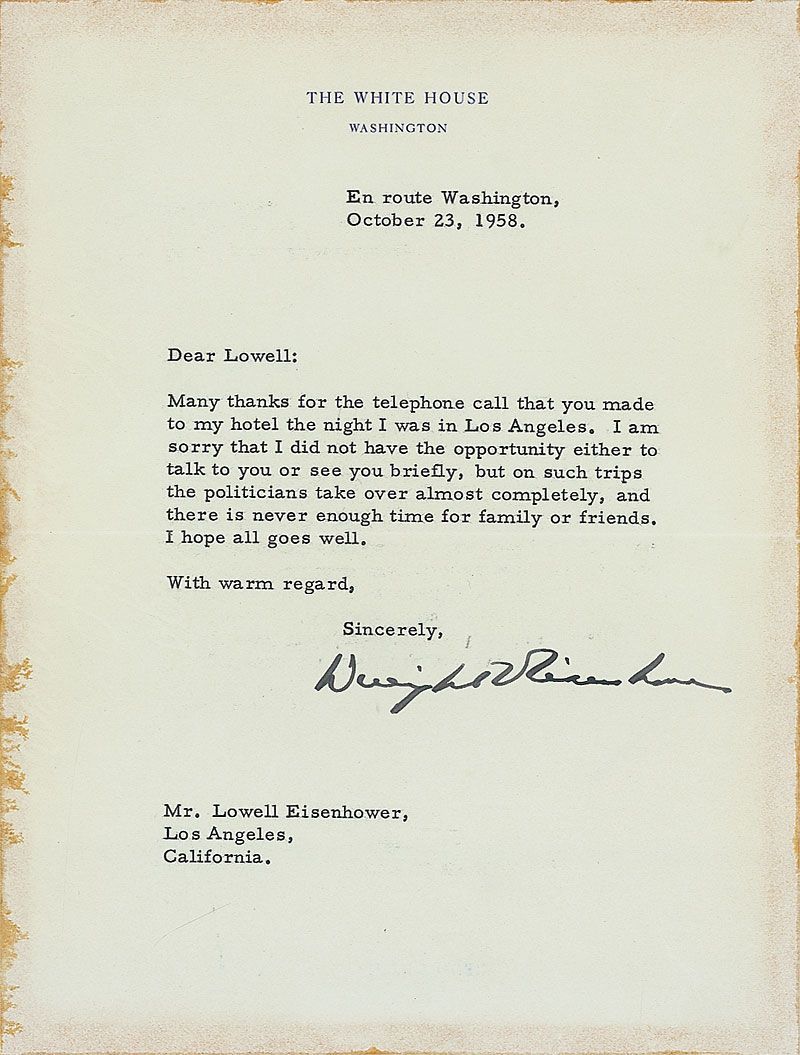 THE WHITE HOUSE
WASHINGTON
En route Washington,
October 23, 1958.
Dear Lowell:
Many thanks for the telephone call that you made
to my hotel the night I was in Los Angeles. I am
sorry that I did not have the opportunity either to
talk to you or see you briefly, but on such trips
the politicians take over almost completely, and
there is never enough time for family or friends.
I hope all goes well.
With warm regard,
Sincerely,
Dwight D Eisenhower
Mr. Lowell Eisenhower,
Los Angeles,
California.